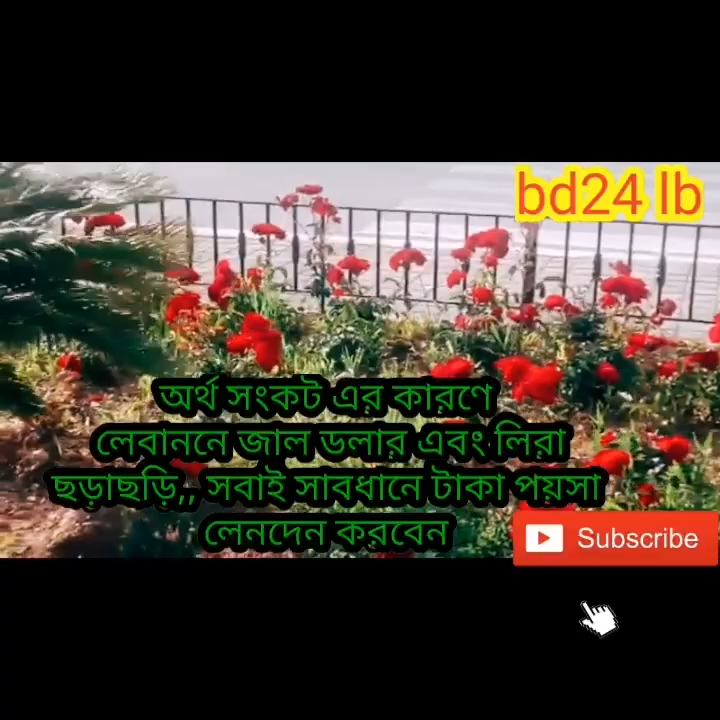 bd24 lb
অর্থ সংকট এর কারণে
লেবাননে জাল ডলার এবং লিরা
ছড়াছড়ি,, সবাই সাবধানে টাকা পয়সা
লেনদেন করবেন
Subscribe